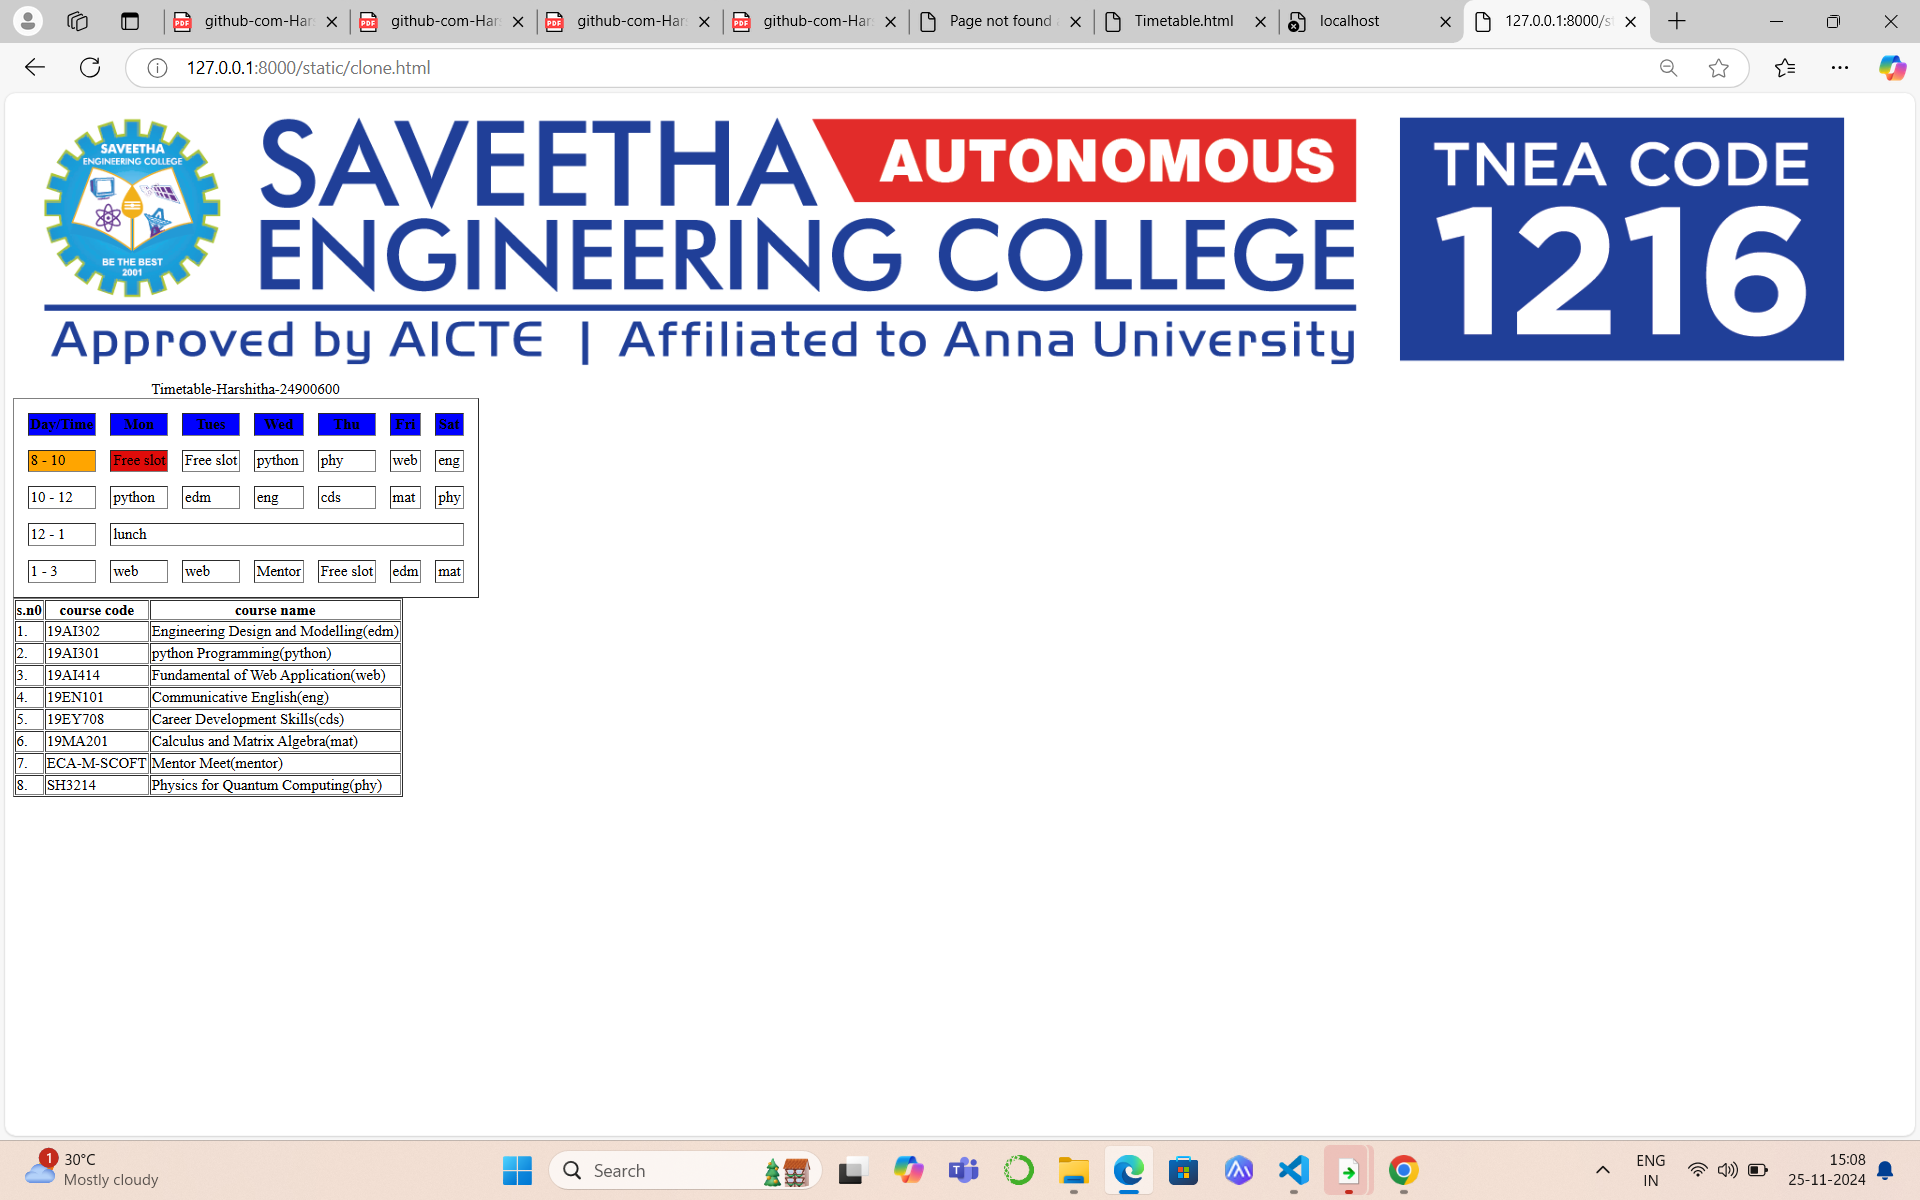 github-com-Har
github-com-Har
github-com-Har
github-com-Har
Page not found
Timetable.html
localhost
127.0.0.1:8000/st
127.0.0.1:8000/static/clone.html
SAVEETHA
ENGINEERING COLLEGE
BE THE BEST
2001
SAVEETHA AUTONOMOUS
ENGINEERING COLLEGE
Approved by AICTE | Affiliated to Anna University
TNEA CODE
1216
Timetable-Harshitha-24900600
Day/Time Mon Tues Wed Thu Fri Sat
8 - 10 Free slot Free slot python phy web eng
10 - 12 python edm eng cds mat phy
12 - 1 lunch
1 - 3 web web Mentor Free slot edm mat
s.n0 course code course name
1. 19AI302 Engineering Design and Modelling(edm)
2. 19AI301 python Programming(python)
3. 19AI414 Fundamental of Web Application(web)
4. 19EN101 Communicative English(eng)
5. 19EY708 Career Development Skills(cds)
6. 19MA201 Calculus and Matrix Algebra(mat)
7. ECA-M-SCOFT Mentor Meet(mentor)
8. SH3214 Physics for Quantum Computing(phy)
1
30°C
Mostly cloudy
Search
ENG
IN
15:08
25-11-2024